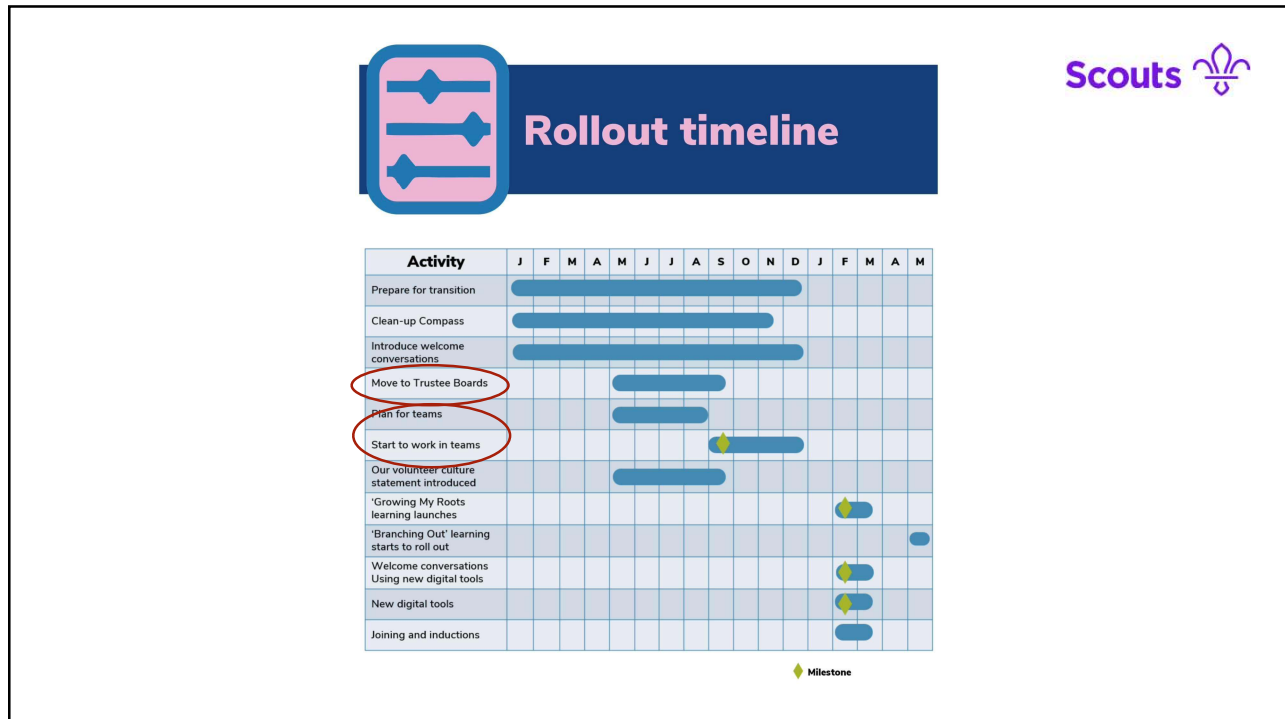 Scouts
Rollout timeline
Activity J F M A M J J A S O N D J F M A M
Prepare for transition
Clean-up Compass
Introduce welcome
conversations
Move to Trustee Boards
Plan for teams
Start to work in teams
Our volunteer culture
statement introduced
‘Growing My Roots
learning launches
‘Branching Out’ learning
starts to roll out
Welcome conversations
Using new digital tools
New digital tools
Joining and inductions
Milestone